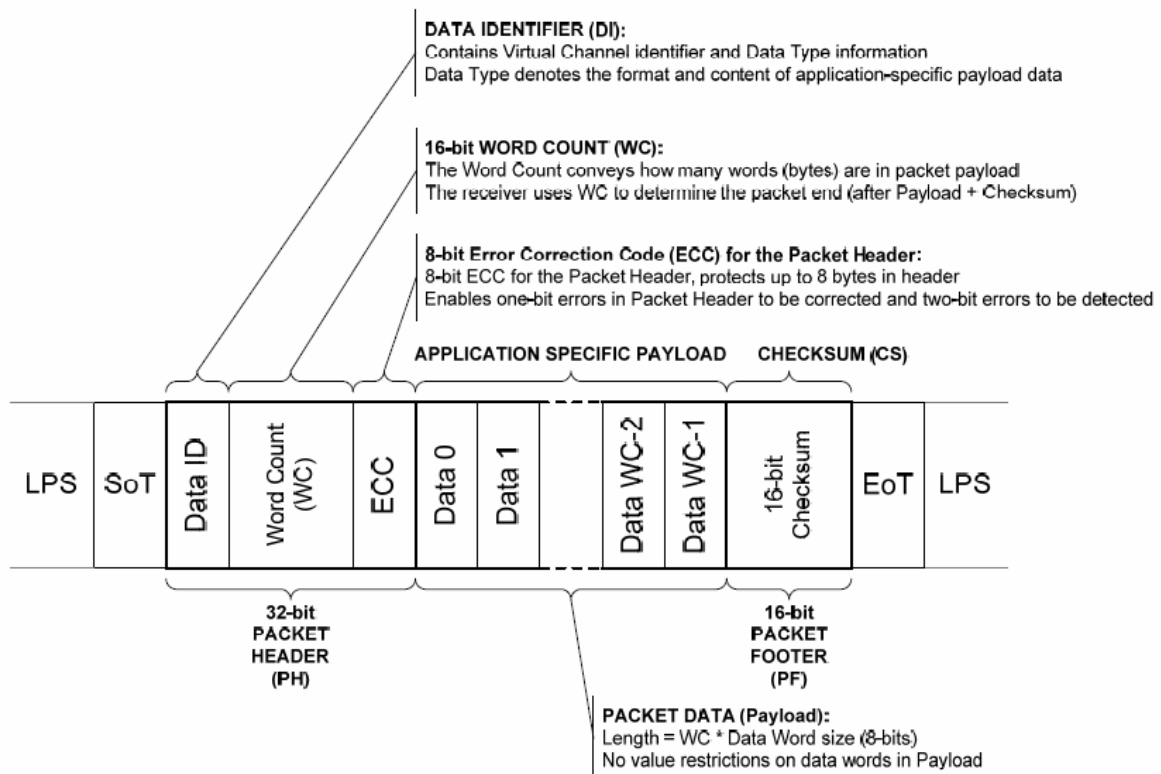 DATA IDENTIFIER (DI):
Contains Virtual Channel identifier and Data Type information
Data Type denotes the format and content of application-specific payload data
16-bit WORD COUNT (WC):
The Word Count conveys how many words (bytes) are in packet payload
The receiver uses WC to determine the packet end (after Payload + Checksum)
8-bit Error Correction Code (ECC) for the Packet Header:
8-bit ECC for the Packet Header, protects up to 8 bytes in header
Enables one-bit errors in Packet Header to be corrected and two-bit errors to be detected
APPLICATION SPECIFIC PAYLOAD
CHECKSUM (CS)
LPS
SoT
Data ID
Word Count
(WC)
ECC
Data 0
Data 1
Data WC-2
Data WC-1
16-bit
Checksum
EoT
LPS
32-bit
PACKET
HEADER
(PH)
16-bit
PACKET
FOOTER
(PF)
PACKET DATA (Payload):
Length = WC * Data Word size (8-bits)
No value restrictions on data words in Payload